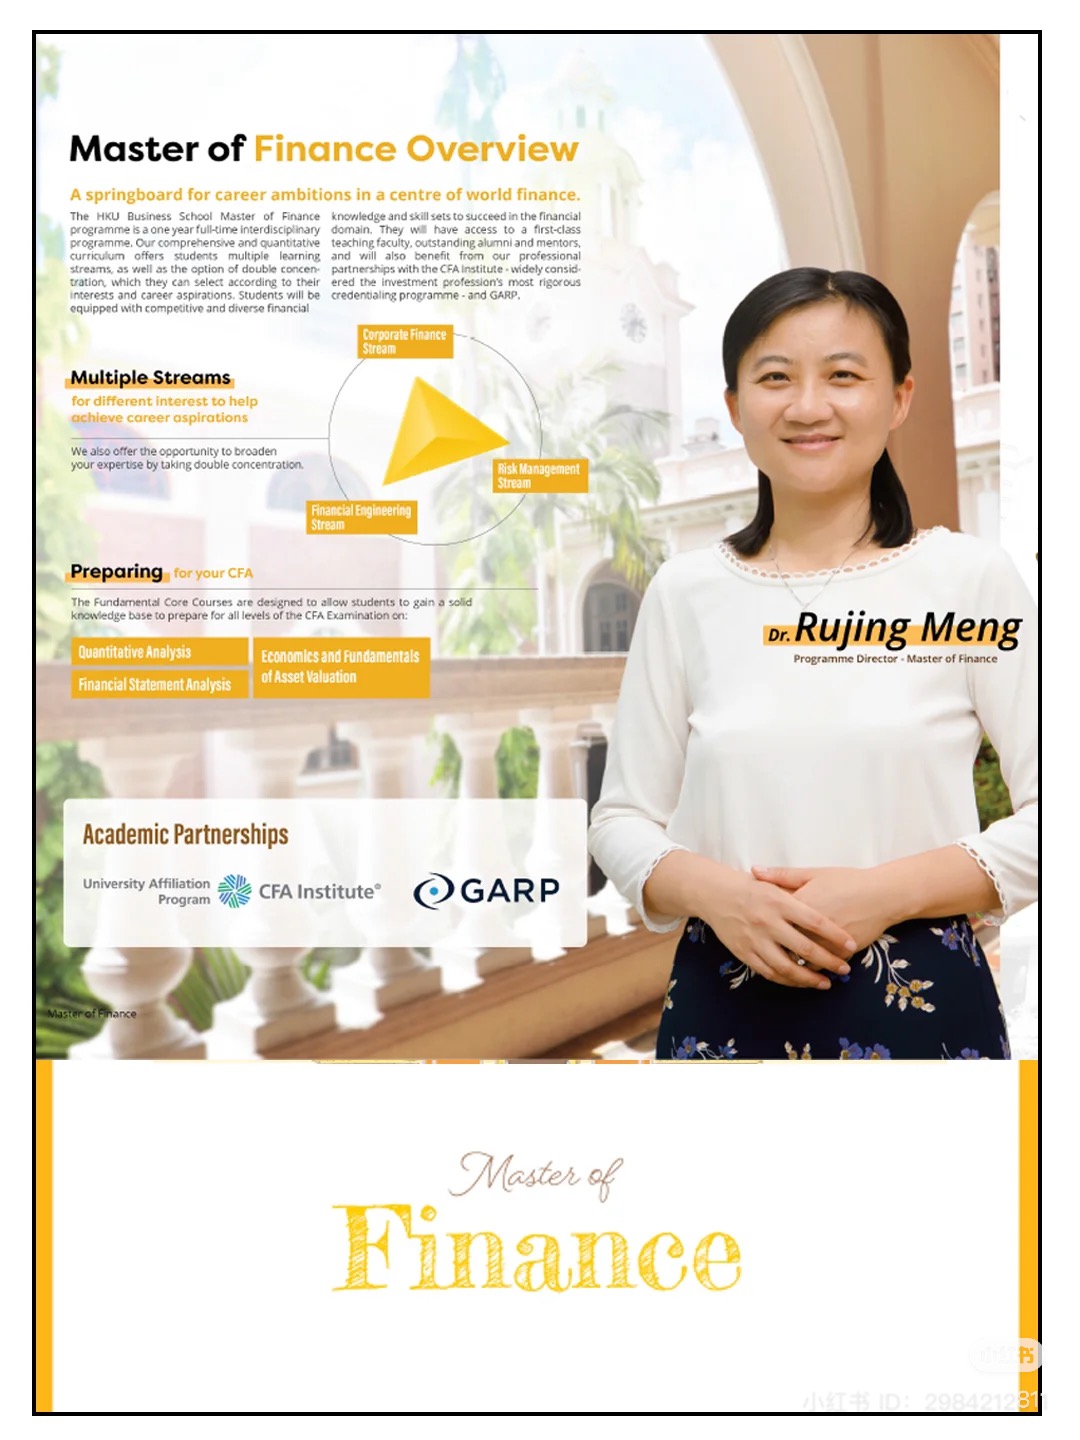 Master of Finance Overview
A springboard for career ambitions in a centre of world finance.
The HKU Business School Master of Finance
programme is a one year full-time interdisciplinary
programme. Our comprehensive and quantitative
curriculum offers students multiple learning
streams, as well as the option of double concen-
tration, which they can select according to their
interests and career aspirations. Students will be
equipped with competitive and diverse financial
knowledge and skill sets to succeed in the financial
domain. They will have access to a first-class
teaching faculty, outstanding alumni and mentors,
and will also benefit from our professional
partnerships with the CFA Institute - widely consid-
ered the investment profession's most rigorous
credentialing programme - and GARP.
Corporate Finance
Stream
Multiple Streams
for different interest to help
achieve career aspirations
We also offer the opportunity to broaden
your expertise by taking double concentration.
Risk Management
Stream
Financial Engineering
Stream
Preparing for your CFA
The Fundamental Core Courses are designed to allow students to gain a solid
knowledge base to prepare for all levels of the CFA Examination on:
Quantitative Analysis
Financial Statement Analysis
Economics and Fundamentals
of Asset Valuation
Dr. Rujing Meng
Programme Director - Master of Finance
Academic Partnerships
University Affiliation
Program
CFA Institute®
GARP
Master of Finance
Master of
Finance
小红书
小红书 ID: 2984212811